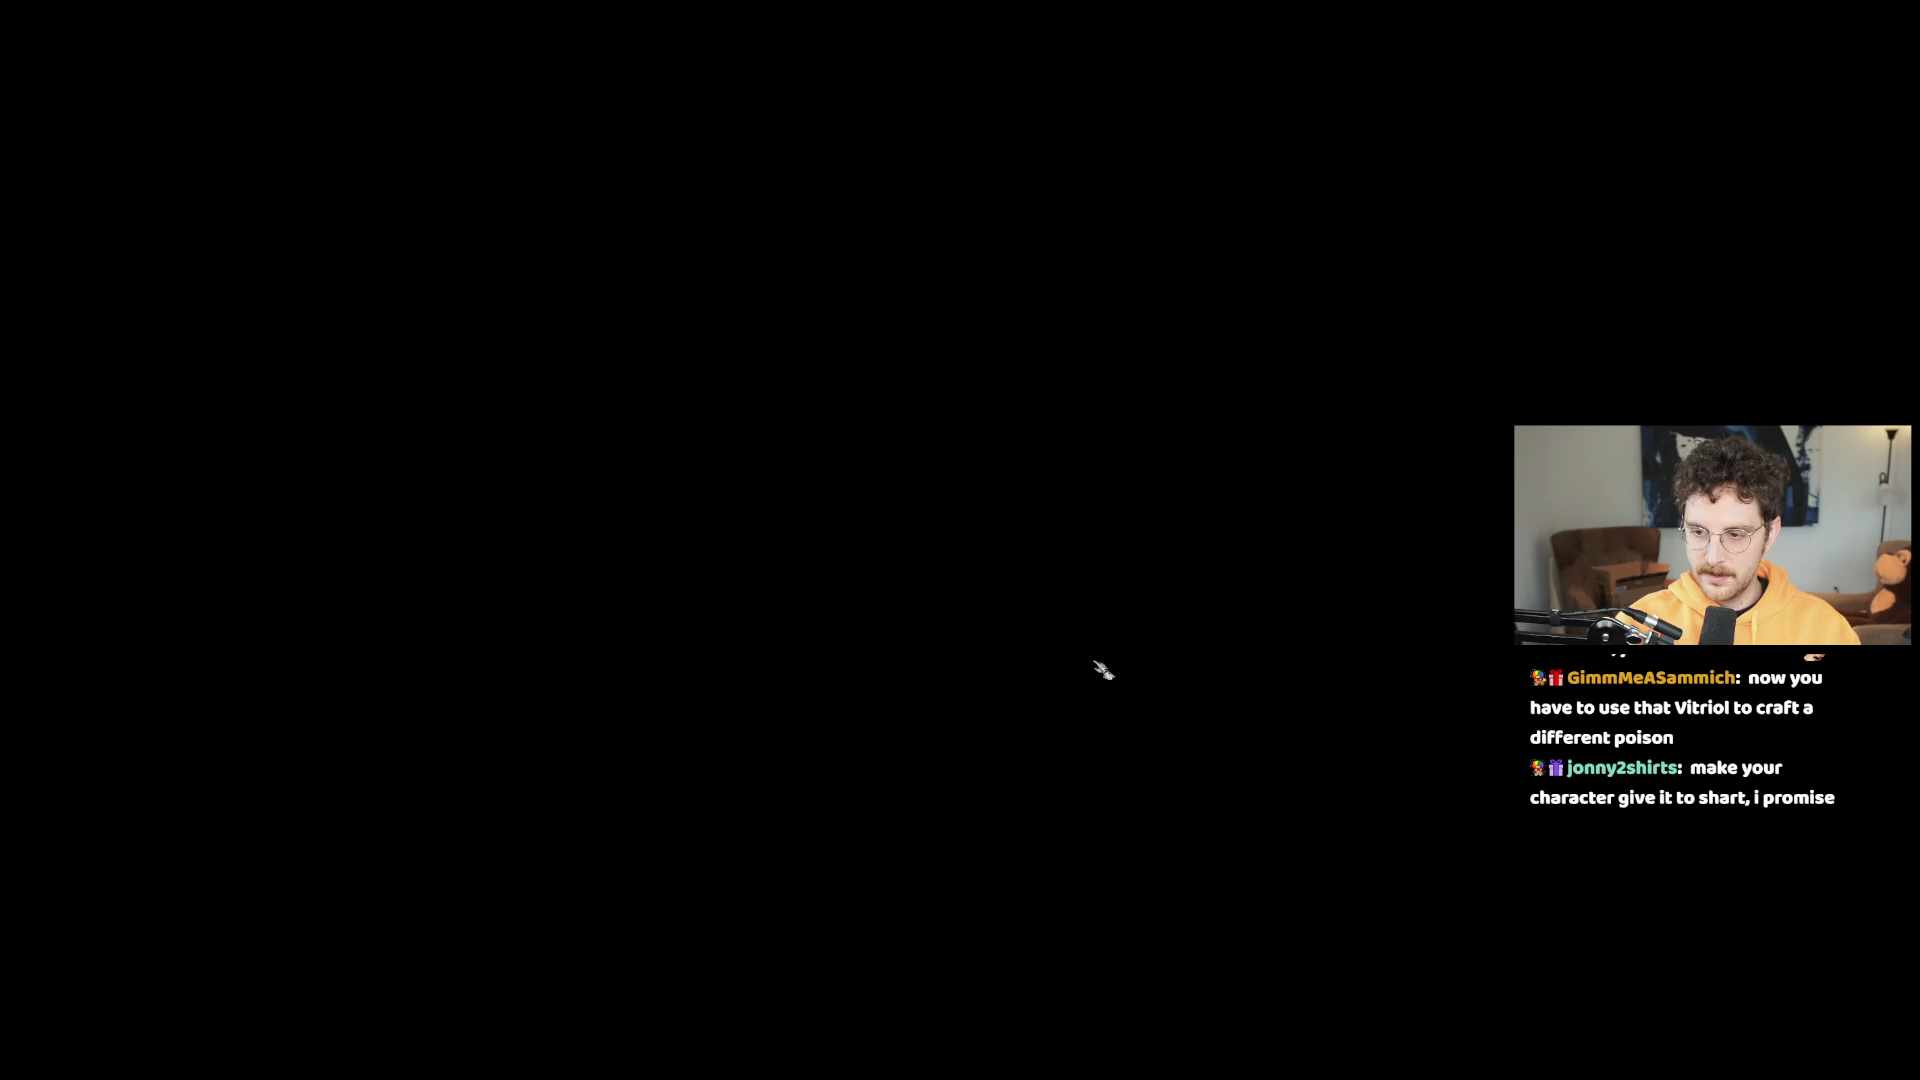 GimmMeASammich: now you
have to use that Vitriol to craft a
different poison
jonny2shirts: make your
character give it to shart, i promise